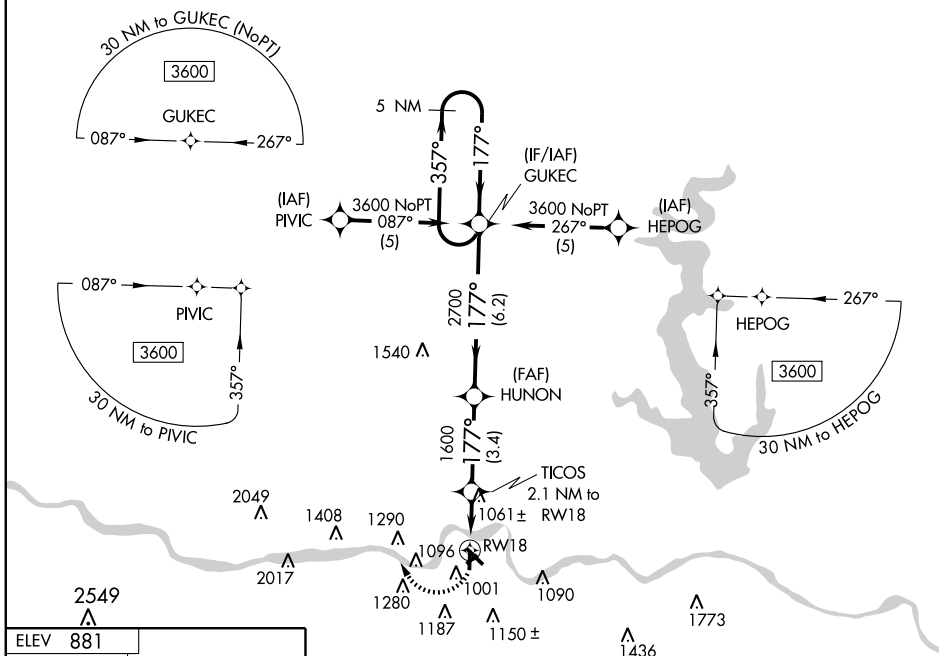 30 NM to GUKEC (NoPT)
3600
GUKEC
087°
267°
5 NM
357°
177°
(IF/IAF)
GUKEC
(IAF)
PIVIC
3600 NoPT
087°
(5)
3600 NoPT
267°
(5)
(IAF)
HEPOG
087°
PIVIC
3600
357°
30 NM to PIVIC
2700
177°
(6.2)
267°
HEPOG
3600
357°
30 NM to HEPOG
1540
(FAF)
HUNON
1600
177°
(3.4)
TICOS
2.1 NM to
RW18
1061 ±
2049
1408
1290
1096
RW18
2017
1280
1001
1090
1187
1150 ±
1773
1436
2549
ELEV 881